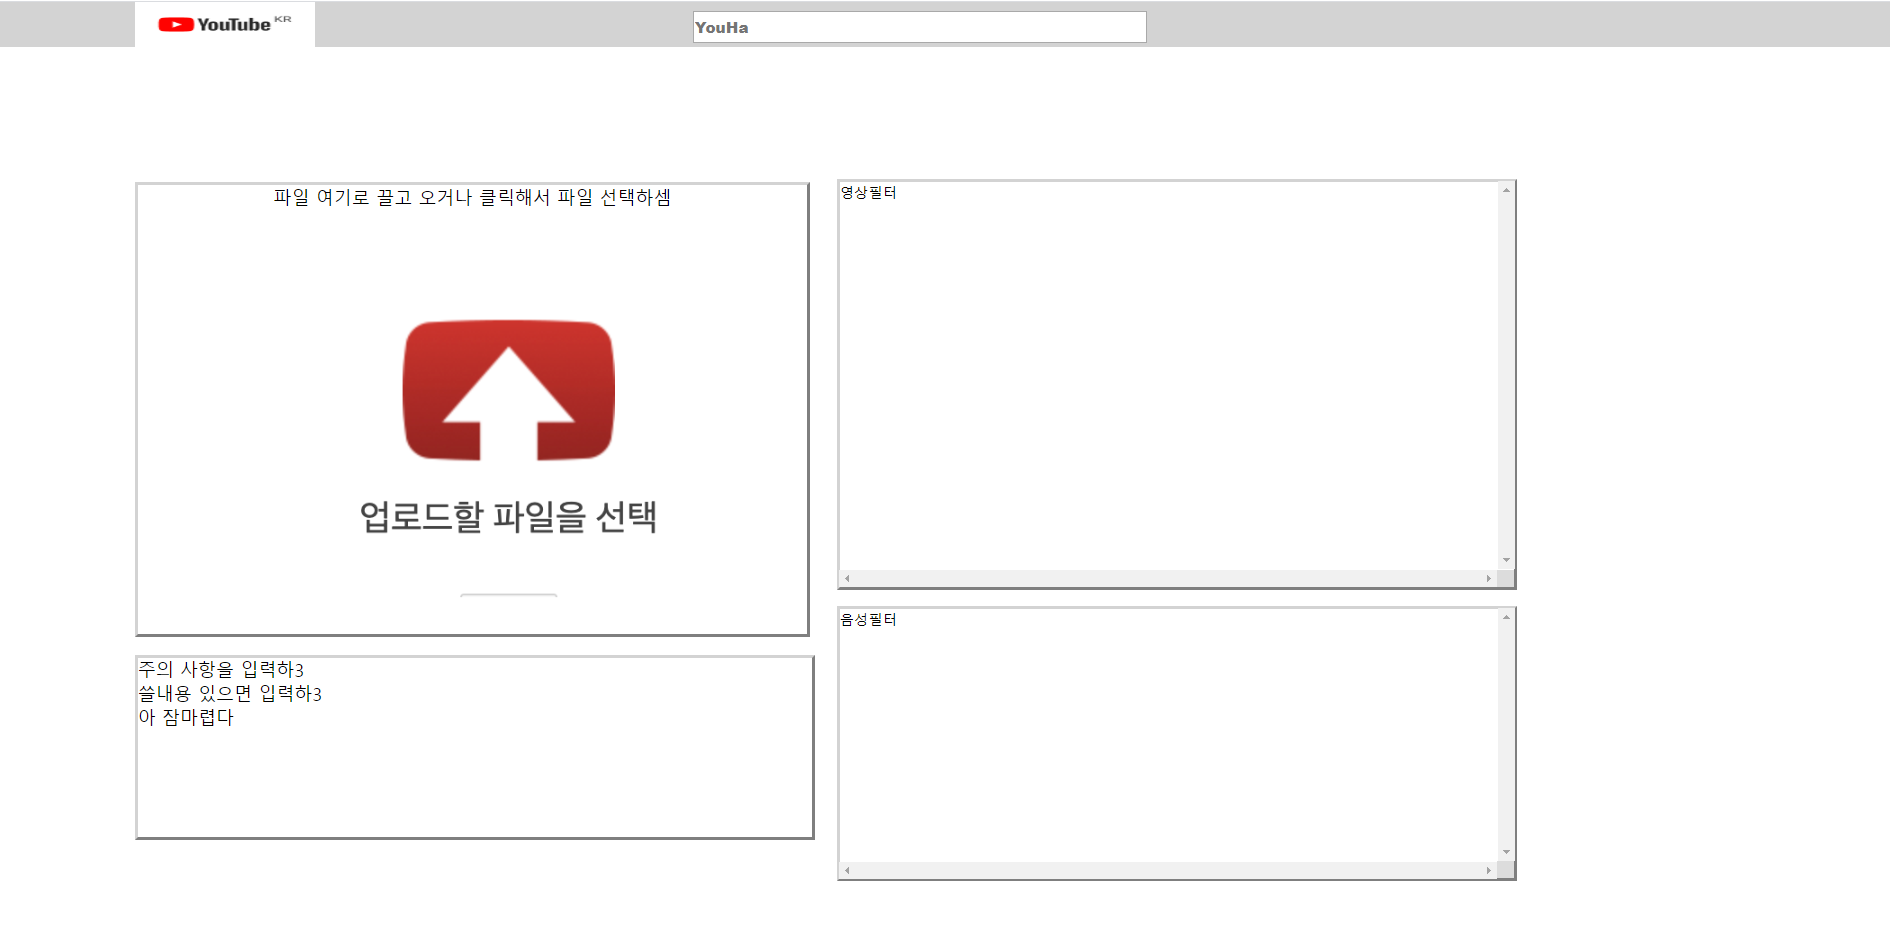 YouTube KR
YouHa
파일 여기로 끌고 오거나 클릭해서 파일 선택하셈
업로드할 파일을 선택
주의 사항을 입력하3
쓸내용 있으면 입력하3
아 잠마렵다
영상필터
음성필터